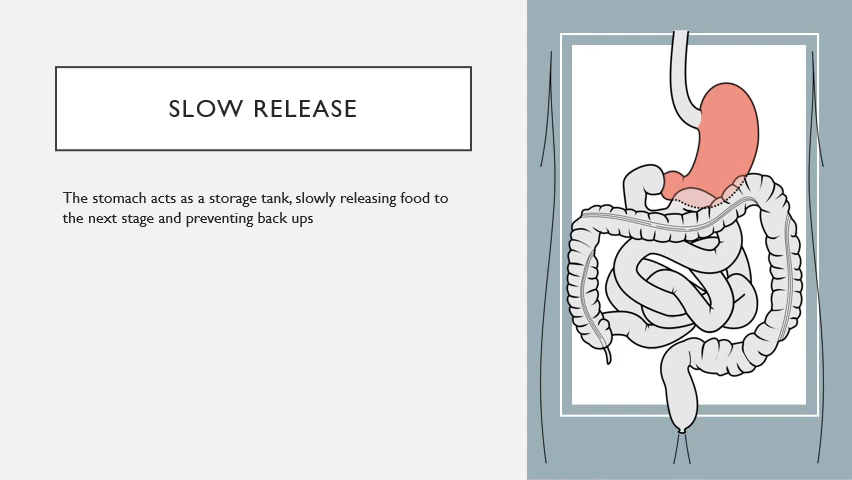 SLOW RELEASE
The stomach acts as a storage tank, slowly releasing food to
the next stage and preventing back ups